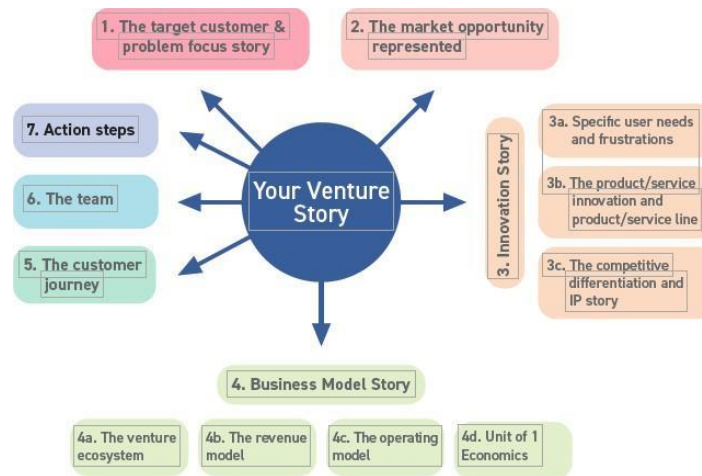 1. The target customer &
problem focus story
2. The market opportunity
represented
7. Action steps
6. The team
5. The customer
journey
Your Venture
Story
3. Innovation Story
3a. Specific user needs
and frustrations
3b. The product/service
innovation and
product/service line
3c. The competitive
differentiation and
IP story
4. Business Model Story
4a. The venture
ecosystem
4b. The revenue
model
4c. The operating
model
4d. Unit of 1
Economics